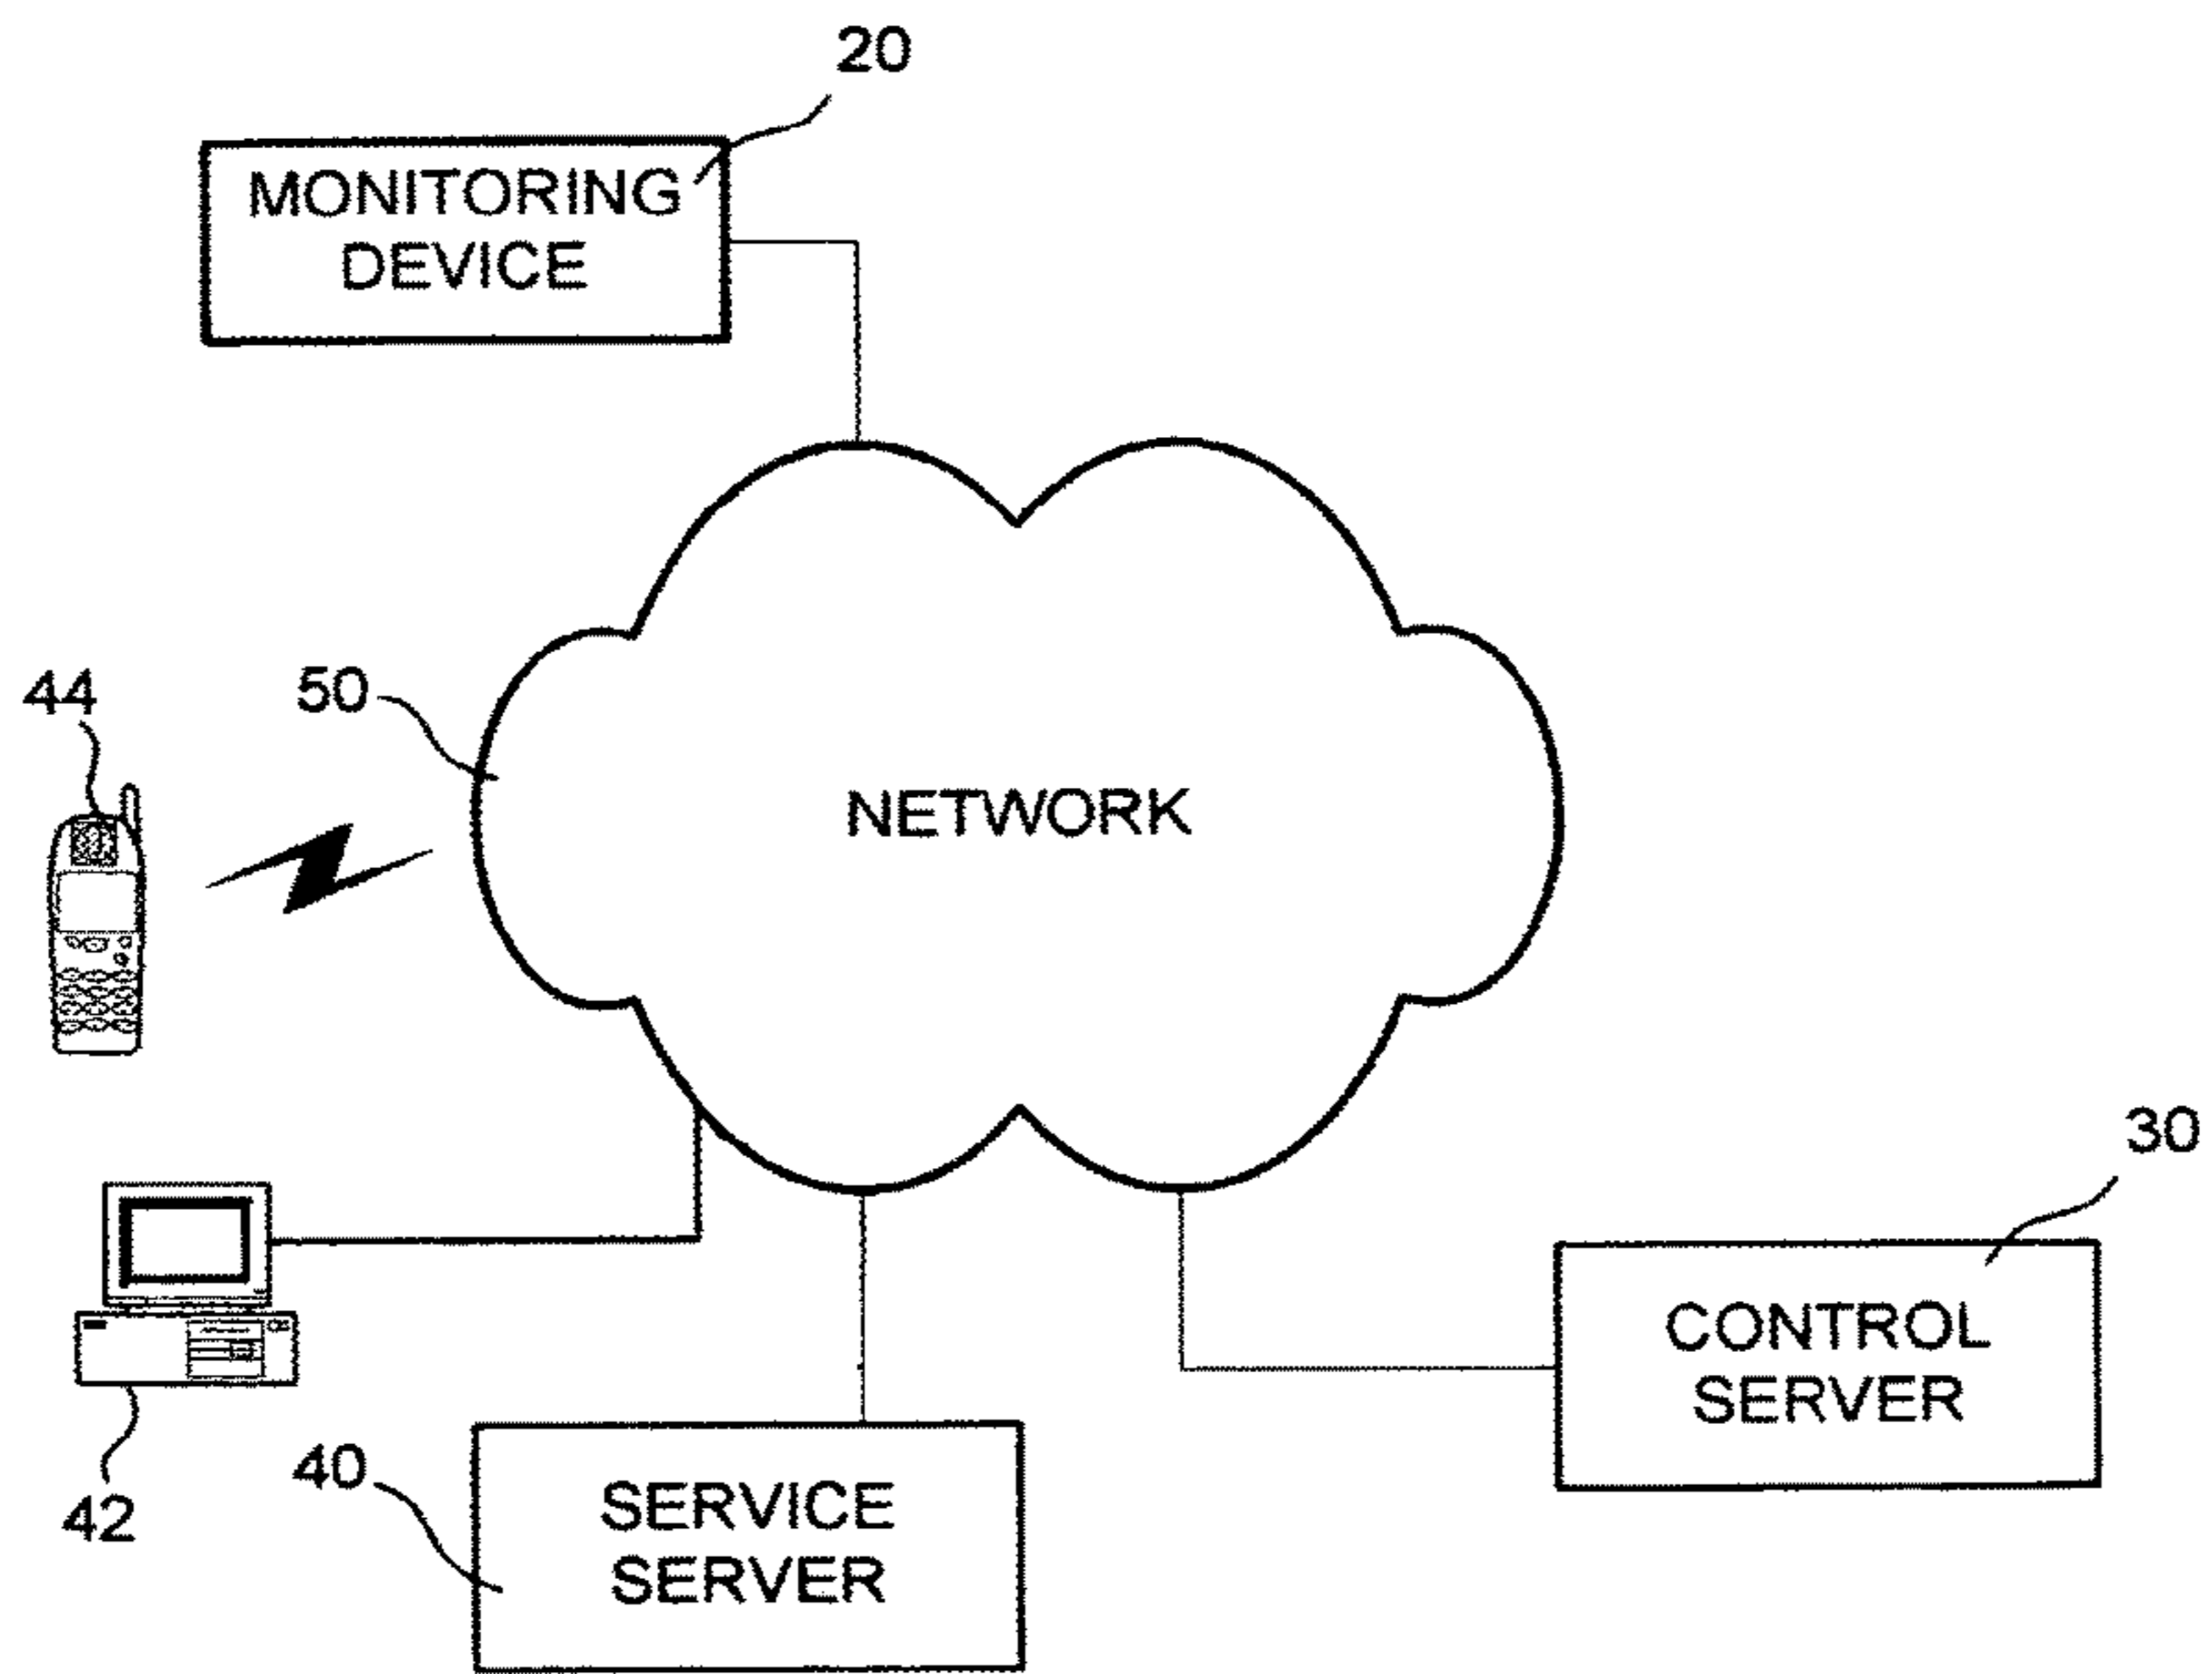 20
MONITORING
DEVICE
44
50
NETWORK
30
CONTROL
SERVER
40
SERVICE
SERVER
42